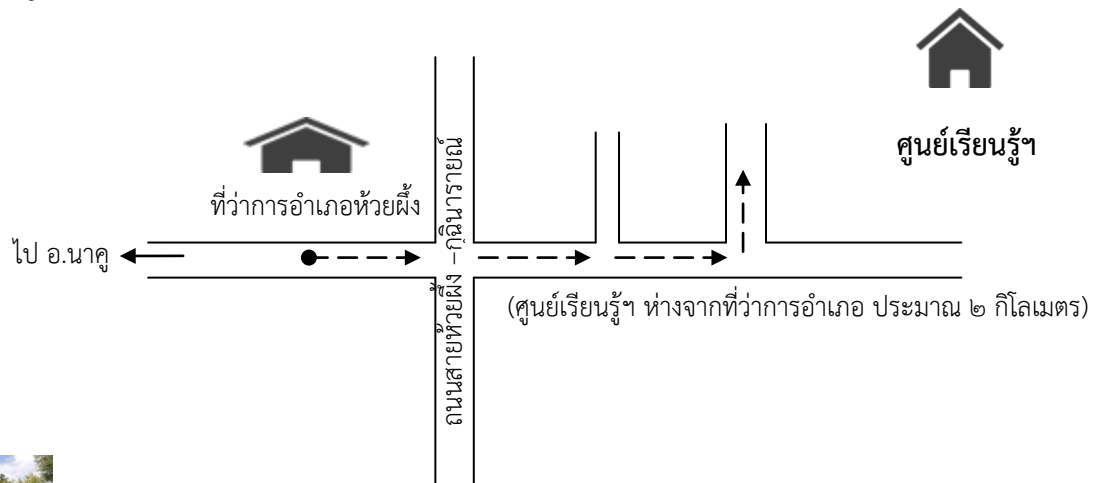 ศูนย์เรียนรู้ฯ
ที่ว่าการอำเภอห้วยผึ้ง
ไป อ.นาคู
ถนนสายห้วยผึ้ง –กุฉินารายณ์
(ศูนย์เรียนรู้ฯ ห่างจากที่ว่าการอำเภอ ประมาณ ๒ กิโลเมตร)